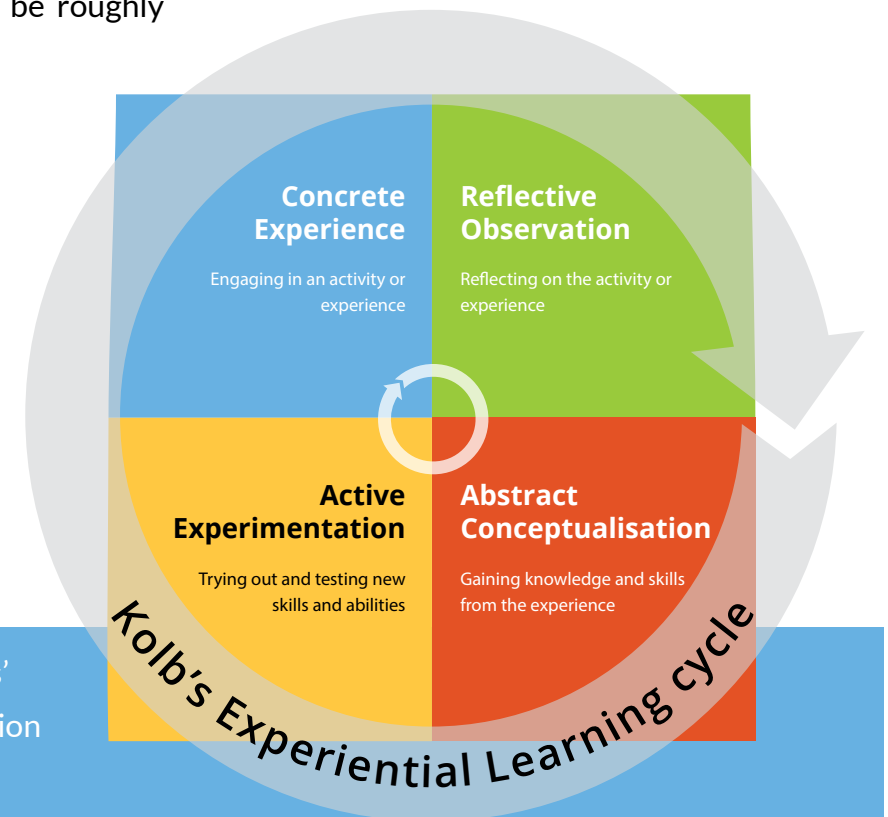 be roughly
Concrete
Experience
Engaging in an activity or
experience
Reflective
Observation
Reflecting on the activity or
experience
Active
Experimentation
Trying out and testing new
skills and abilities
Abstract
Conceptualisation
Gaining knowledge and skills
from the experience
Kolb’s Experiential Learning cycle